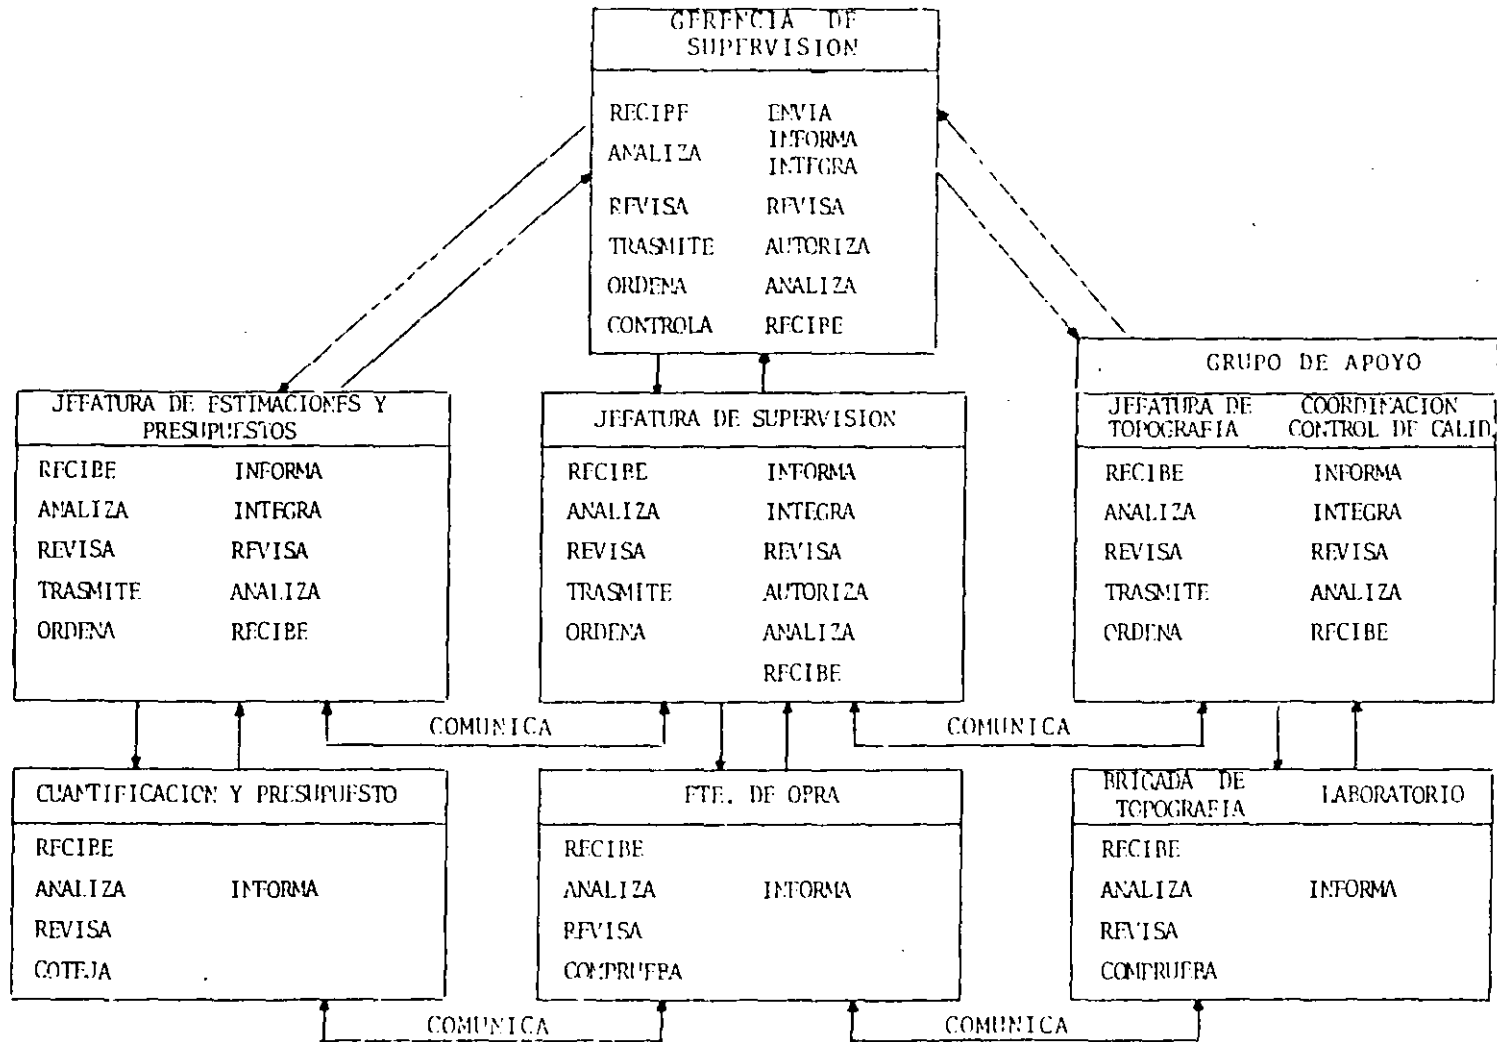 GERENCIA DE
SUPERVISION
RECIBE ENVIA
INFORMA
ANALIZA
INTEGRA
REVISA REVISA
TRASMITE AUTORIZA
ORDENA ANALIZA
CONTROLA RECIBE
GRUPO DE APOYO
JEFATURA DE ESTIMACIONES Y
PRESUPUESTOS
JEFATURA DE SUPERVISION
JEFATURA DE COORDINACION
TOPOGRAFIA CONTROL DE CALID.
RECIBE INFORMA RECIBE INFORMA RECIBE INFORMA
ANALIZA INTEGRA ANALIZA INTEGRA ANALIZA INTEGRA
REVISA REVISA REVISA REVISA REVISA REVISA
TRASMITE ANALIZA TRASMITE AUTORIZA TRASMITE ANALIZA
ORDENA RECIBE ORDENA ANALIZA ORDENA RECIBE
RECIBE
COMUNICA COMUNICA
CUANTIFICACION Y PRESUPUESTO FTE. DE OBRA
BRIGADA DE
TOPOGRAFIA LABORATORIO
RECIBE RECIBE RECIBE
ANALIZA INFORMA ANALIZA INFORMA ANALIZA INFORMA
REVISA REVISA REVISA
COTEJA COMPRUEBA COMPRUEBA
COMUNICA COMUNICA